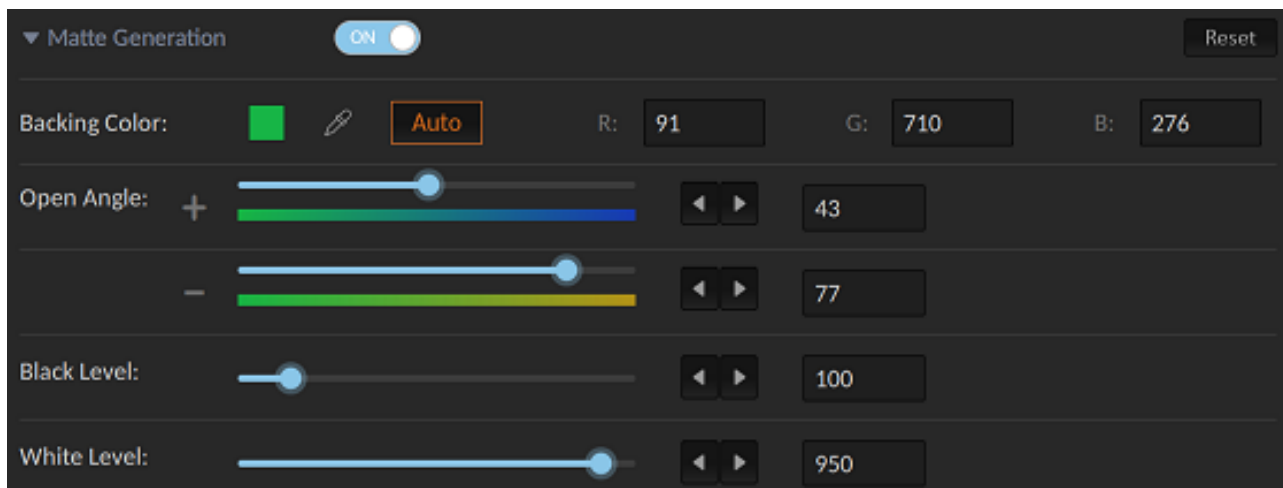 Matte Generation ON Reset
Backing Color: Auto R: 91 G: 710 B: 276
Open Angle: + 43
− 77
Black Level: 100
White Level: 950